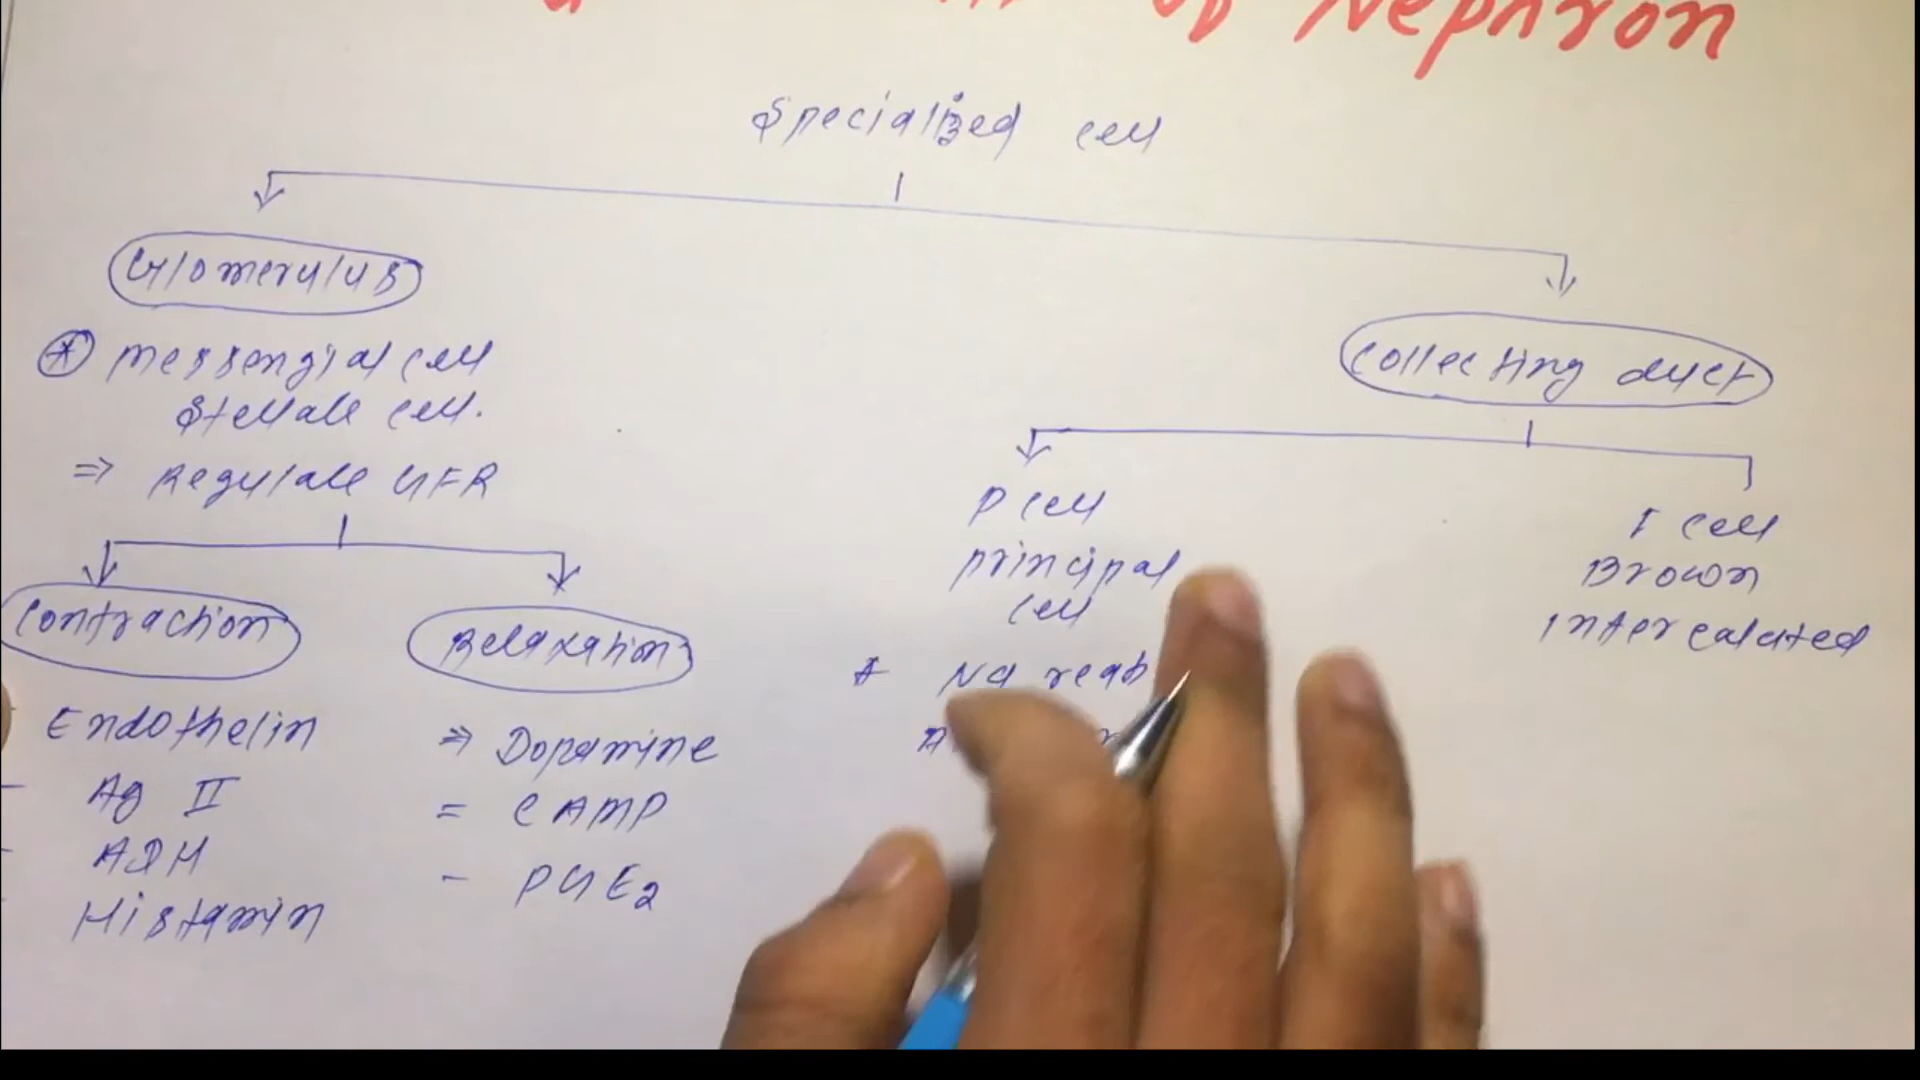 of Nephron
Specialized cell
Glomerulus
Messengial cell
Stellate cell.
⇒ Regulate GFR
Contraction
Relaxation
Endothelin
- Ag II
- ADH
Histamin
⇒ Dopamine
= CAMP
- PGE2
Collecting duct
P cell
principal
cell
* Na reab
I cell
Brown
Intercalated